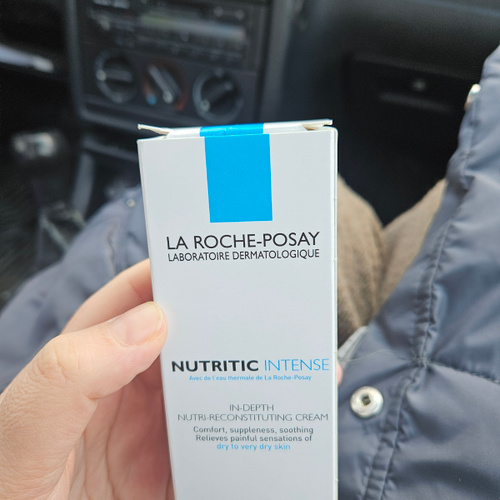 LA ROCHE-POSAY
LABORATOIRE DERMATOLOGIQUE
NUTRITIC INTENSE
Avec de l'eau thermale de La Roche-Posay
IN-DEPTH
NUTRI-RECONSTITUTING CREAM
Comfort, suppleness, soothing
Relieves painful sensations of
dry to very dry skin